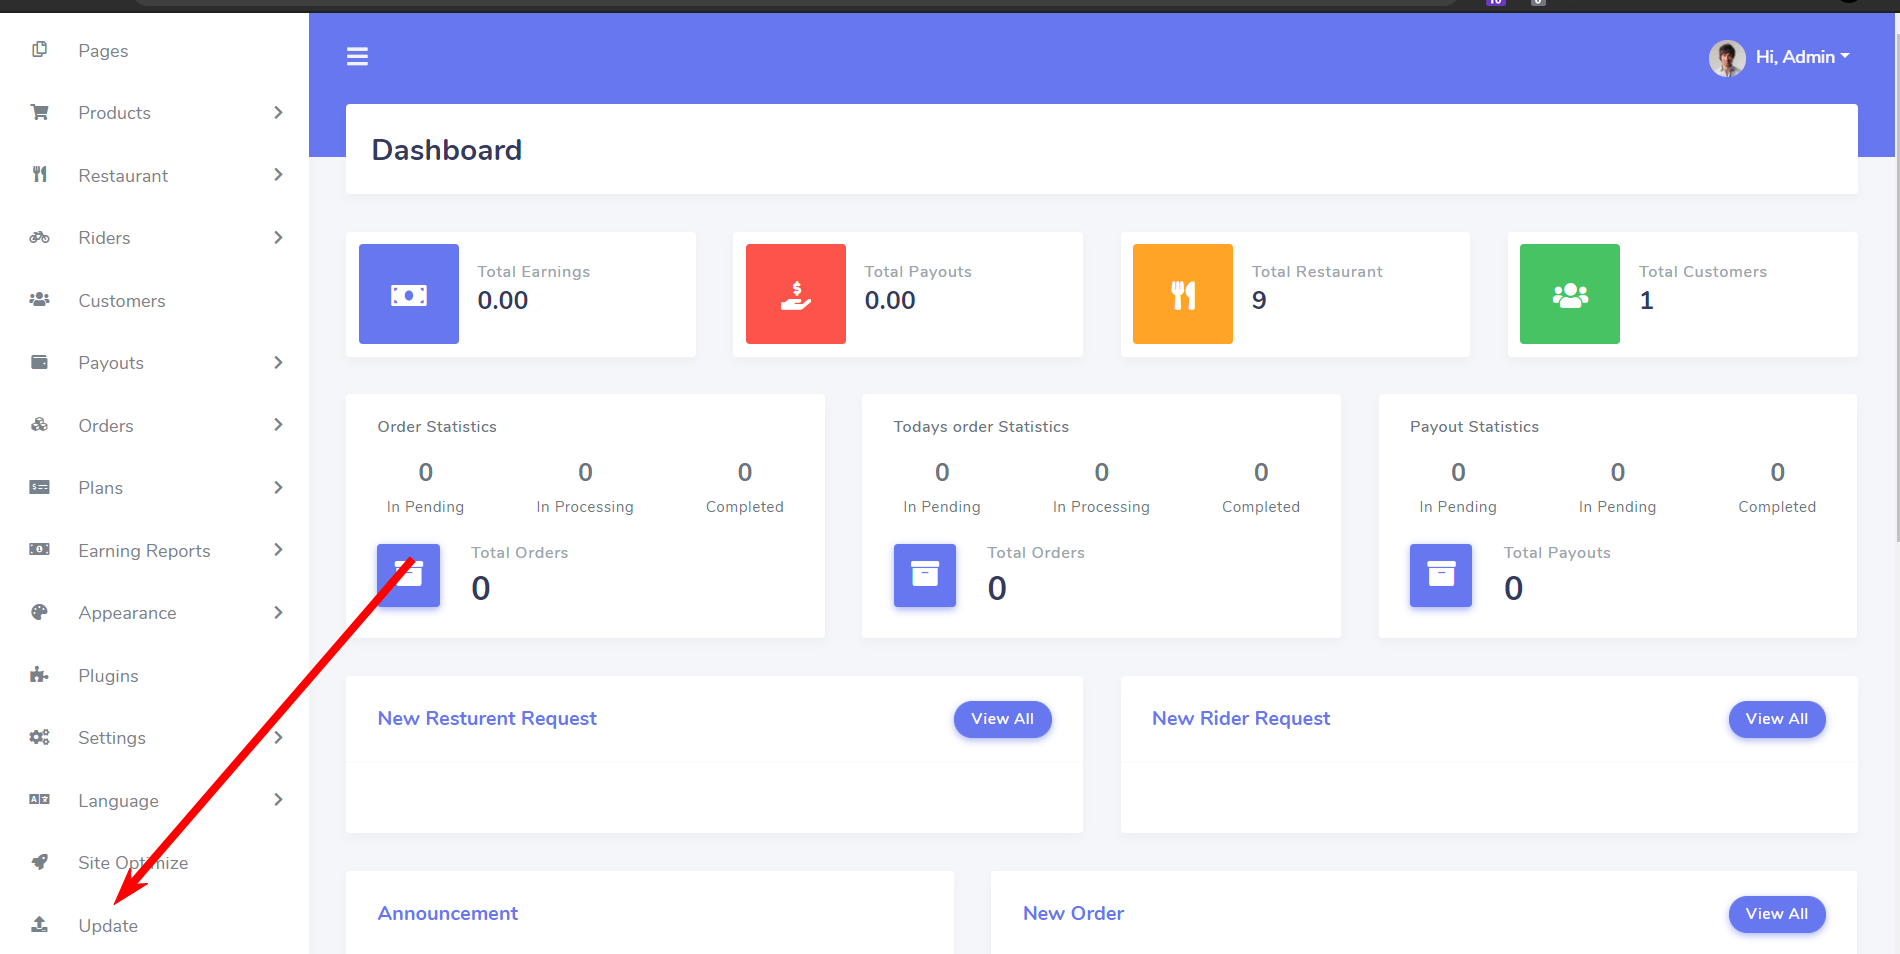 Pages
Products
Restaurant
Riders
Customers
Payouts
Orders
Plans
Earning Reports
Appearance
Plugins
Settings
Language
Site Optimize
Update
Hi, Admin
Dashboard
Total Earnings
0.00
Total Payouts
0.00
Total Restaurant
9
Total Customers
1
Order Statistics
0 0 0
In Pending In Processing Completed
Total Orders
0
Todays order Statistics
0 0 0
In Pending In Processing Completed
Total Orders
0
Payout Statistics
0 0 0
In Pending In Pending Completed
Total Payouts
0
New Resturent Request View All
New Rider Request View All
Announcement
New Order View All